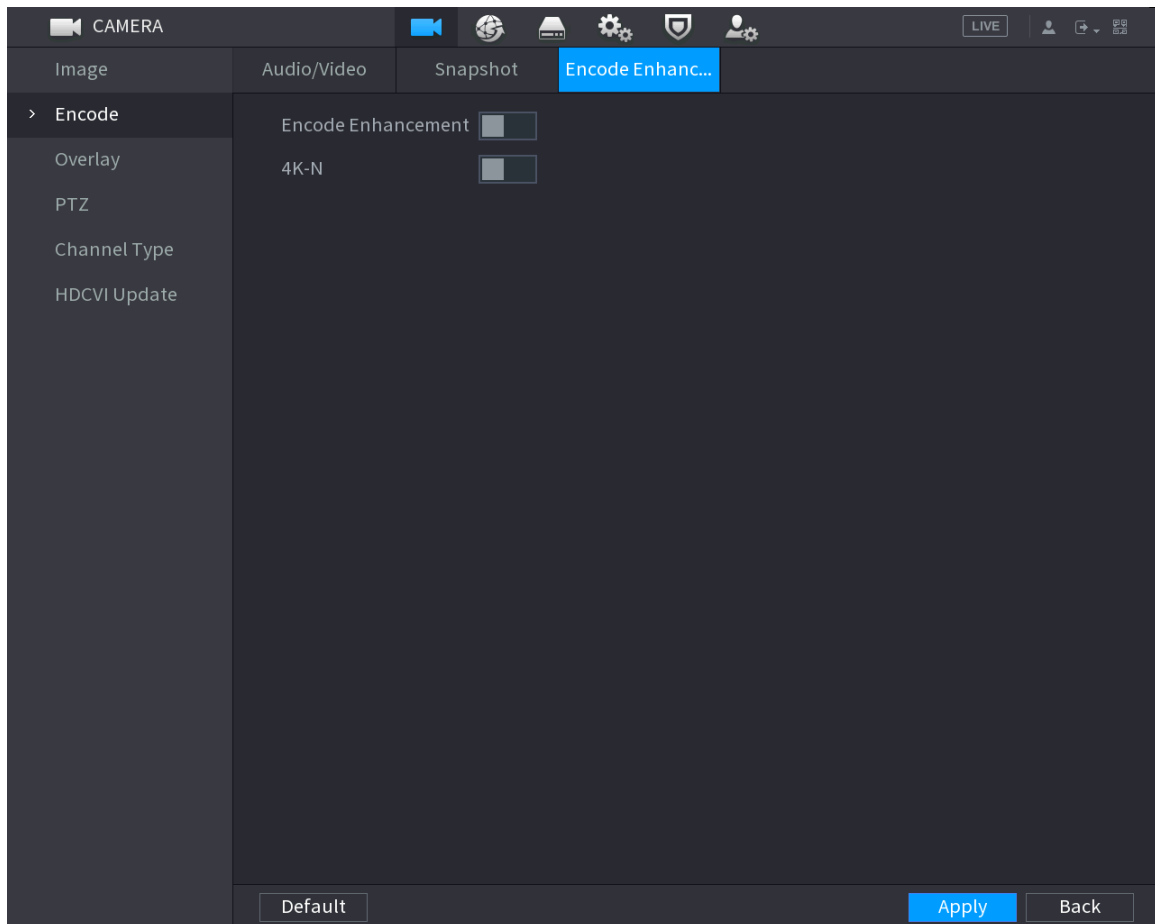 CAMERA
LIVE
Image
Audio/Video
Snapshot
Encode Enhanc...
Encode
Encode Enhancement
Overlay
4K-N
PTZ
Channel Type
HDCVI Update
Default
Apply
Back